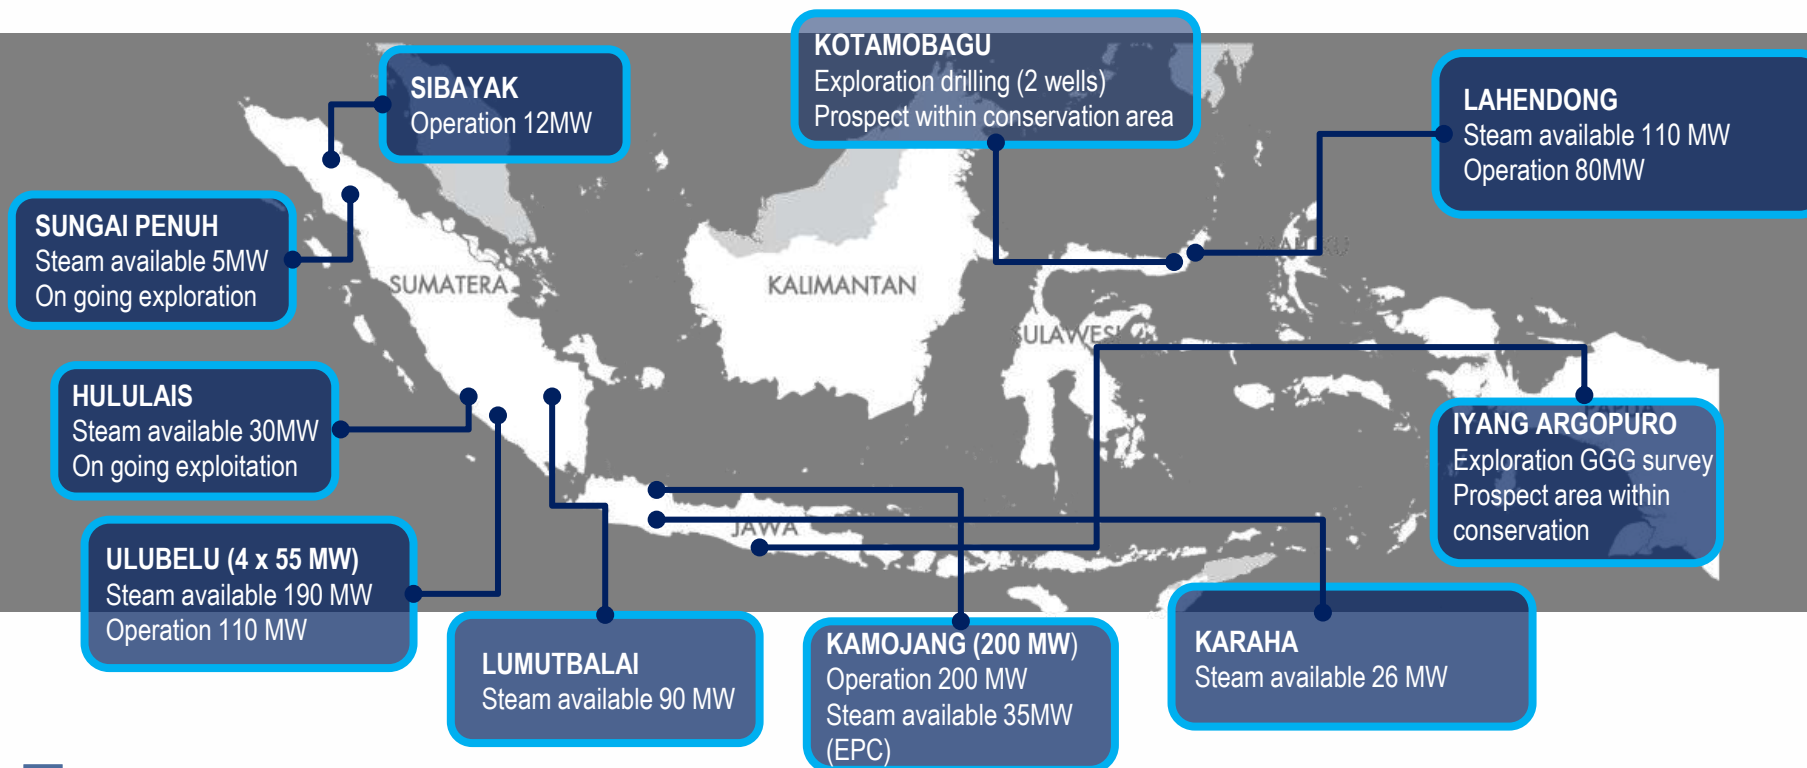 KOTAMOBAGU
Exploration drilling (2 wells)
Prospect within conservation area
SIBAYAK
Operation 12MW
LAHENDONG
Steam available 110 MW
Operation 80MW
SUNGAI PENUH
Steam available 5MW
On going exploration
SUMATERA
KALIMANTAN
MALUKU
SULAWESI
HULULAIS
Steam available 30MW
On going exploitation
PAPUA
IYANG ARGOPURO
Exploration GGG survey
Prospect area within
conservation
JAWA
ULUBELU (4 x 55 MW)
Steam available 190 MW
Operation 110 MW
LUMUTBALAI
Steam available 90 MW
KAMOJANG (200 MW)
Operation 200 MW
Steam available 35MW
(EPC)
KARAHA
Steam available 26 MW